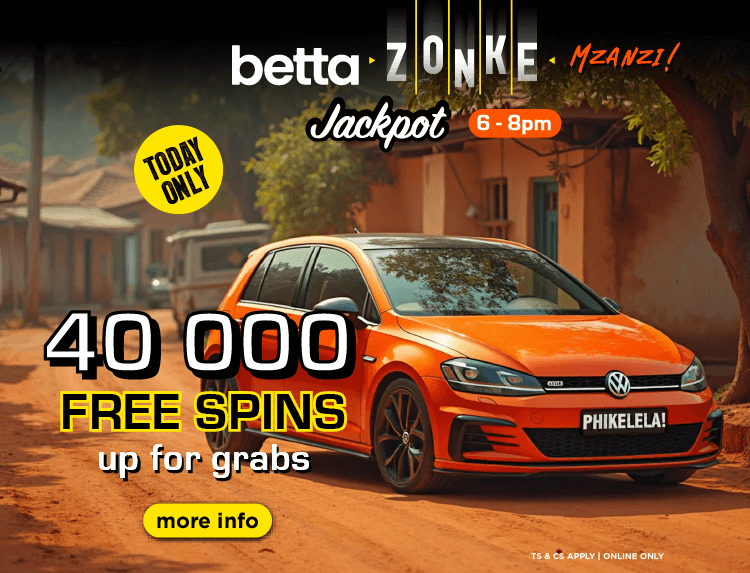 betta ZONKE MZANZI!
Jackpot 6 - 8pm
TODAY
ONLY
40 000
FREE SPINS
up for grabs
PHIKELELA!
more info
TS & CS APPLY | ONLINE ONLY